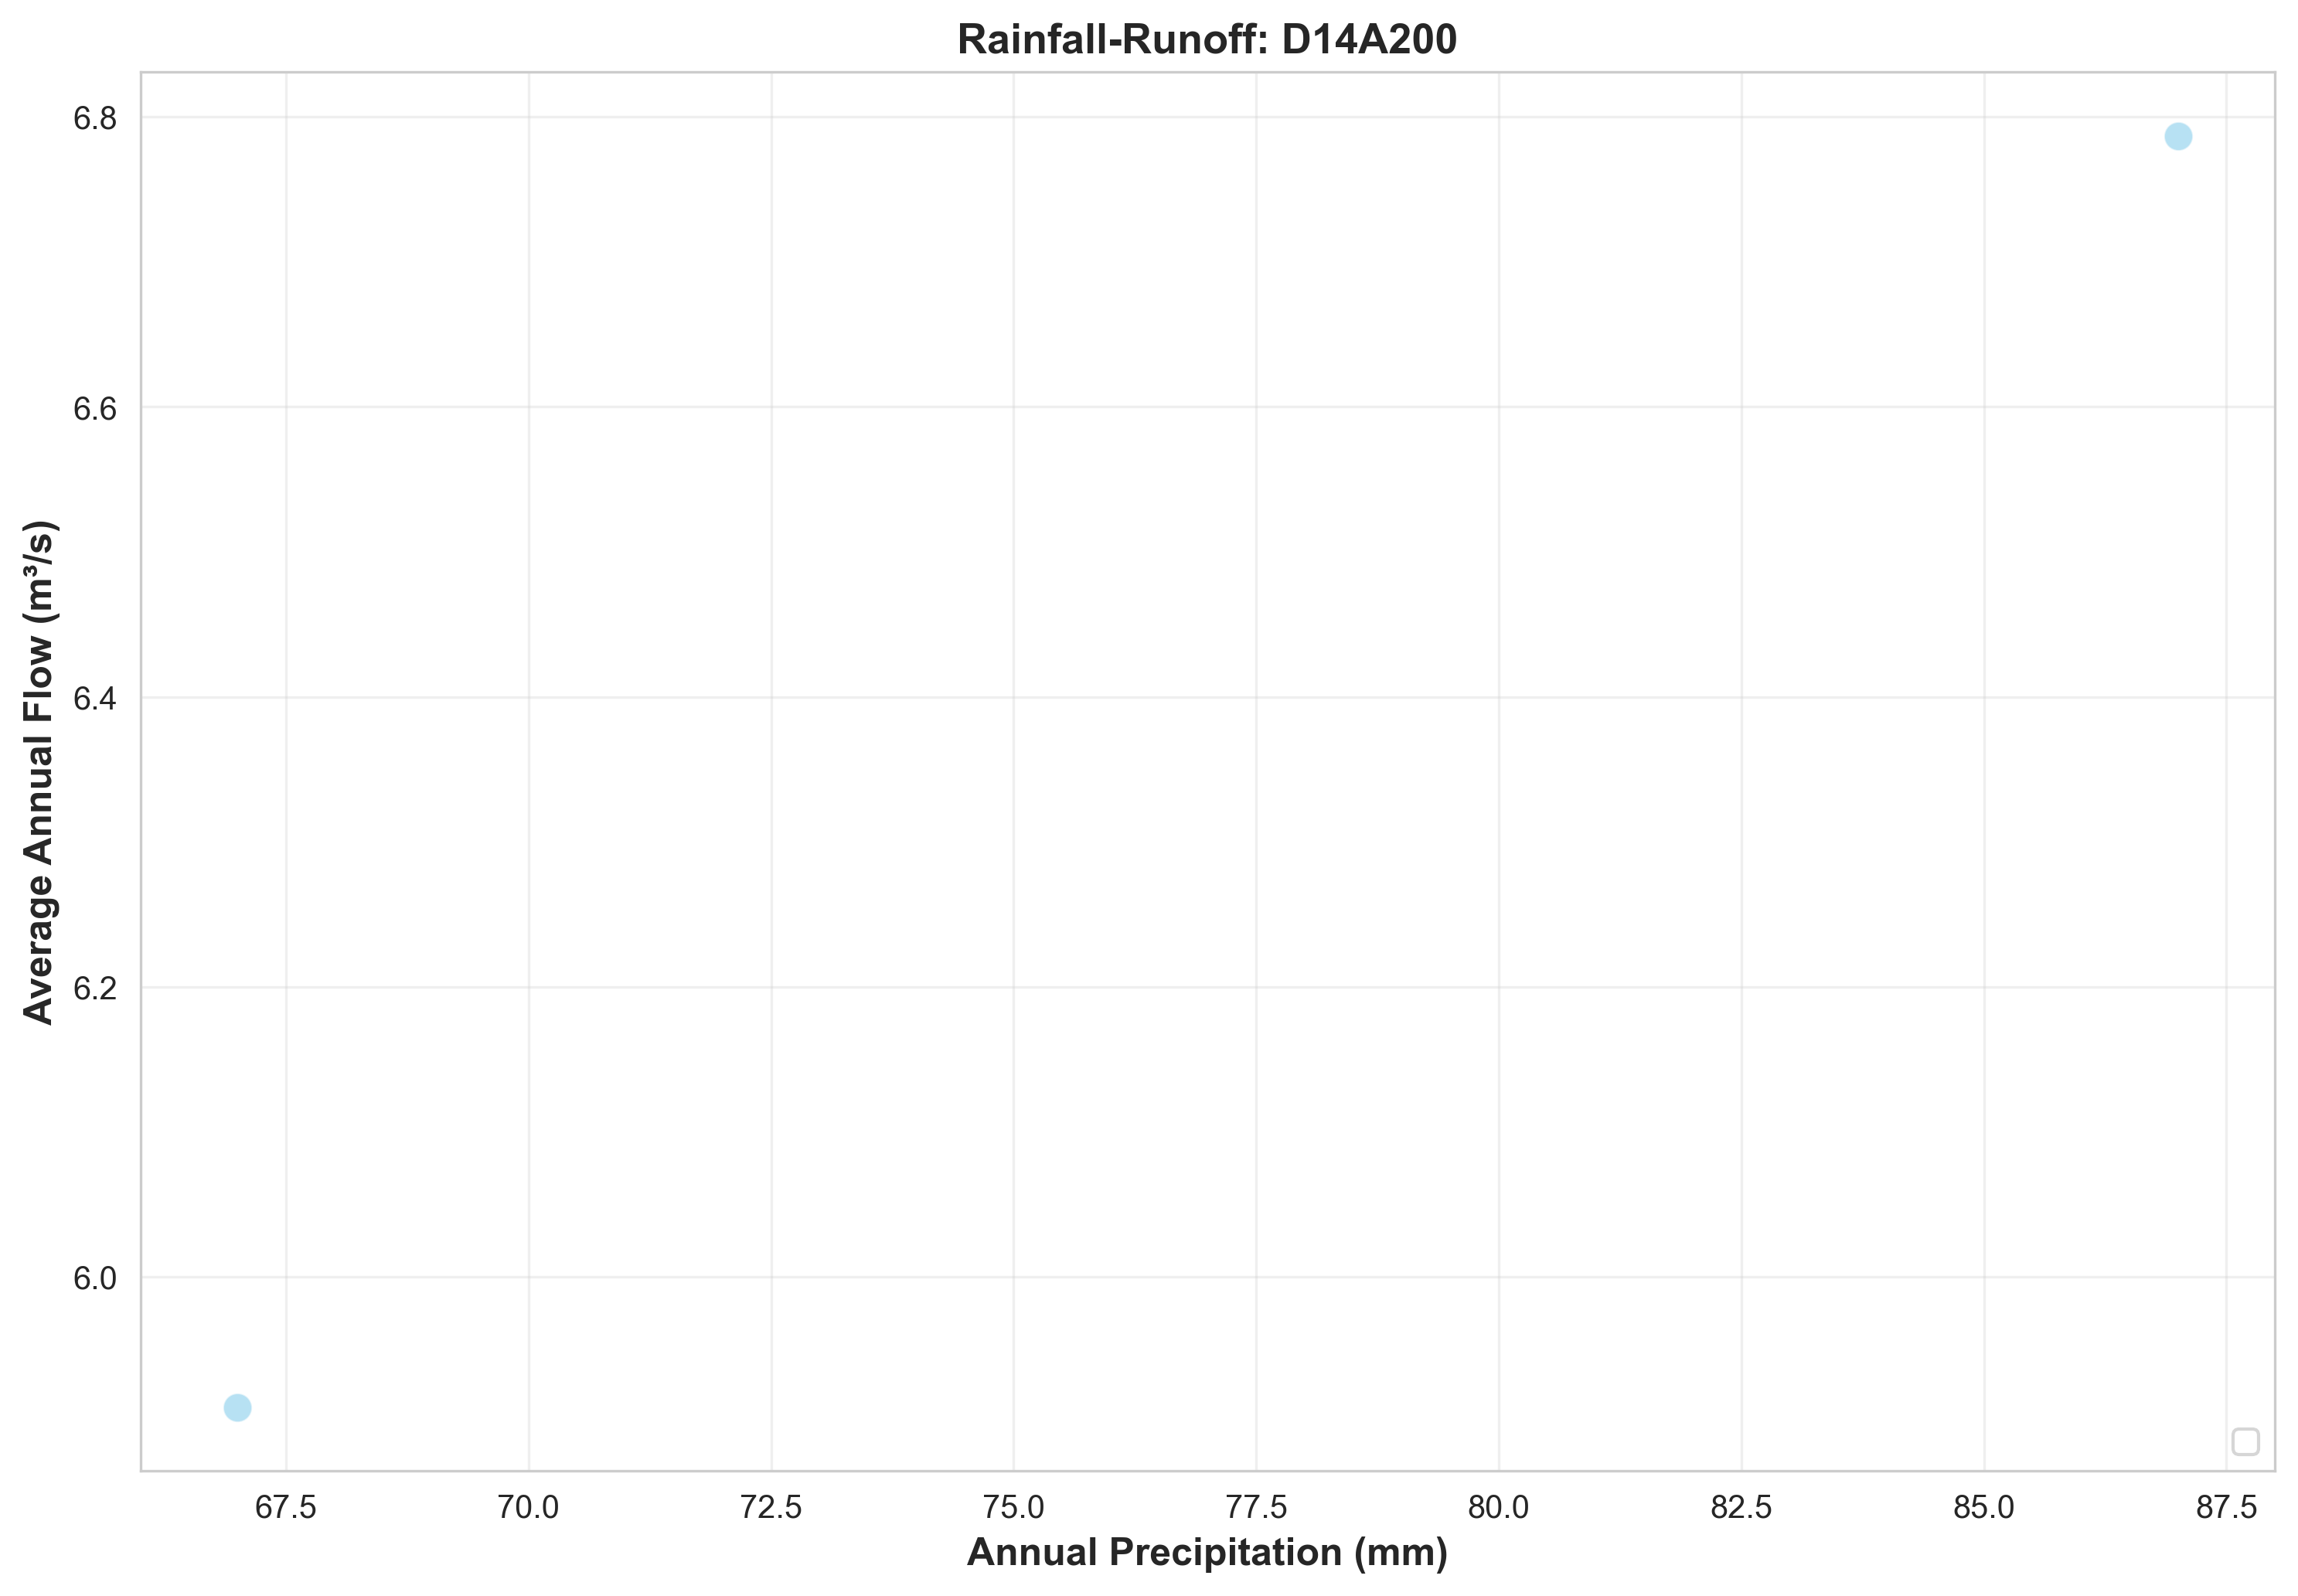 Rainfall-Runoff: D14A200
Average Annual Flow (m³/s)
6.8
6.6
6.4
6.2
6.0
67.5 70.0 72.5 75.0 77.5 80.0 82.5 85.0 87.5
Annual Precipitation (mm)